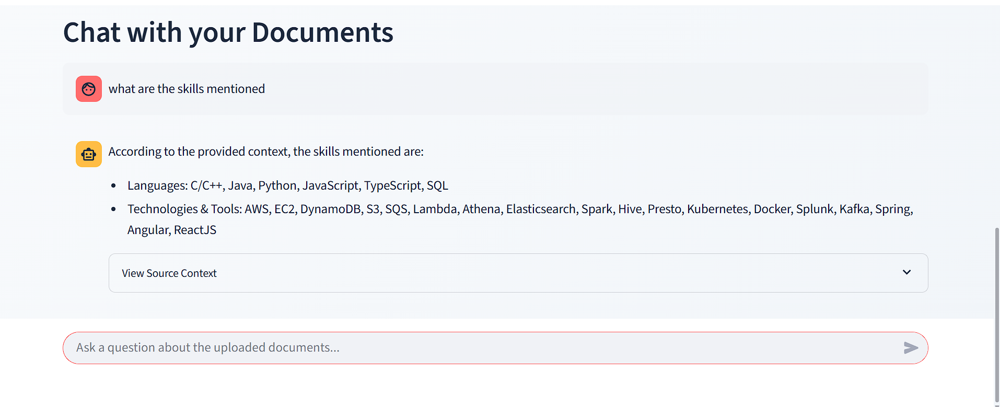 Chat with your Documents
what are the skills mentioned
According to the provided context, the skills mentioned are:
• Languages: C/C++, Java, Python, JavaScript, TypeScript, SQL
• Technologies & Tools: AWS, EC2, DynamoDB, S3, SQS, Lambda, Athena, Elasticsearch, Spark, Hive, Presto, Kubernetes, Docker, Splunk, Kafka, Spring,
Angular, ReactJS
View Source Context
Ask a question about the uploaded documents...